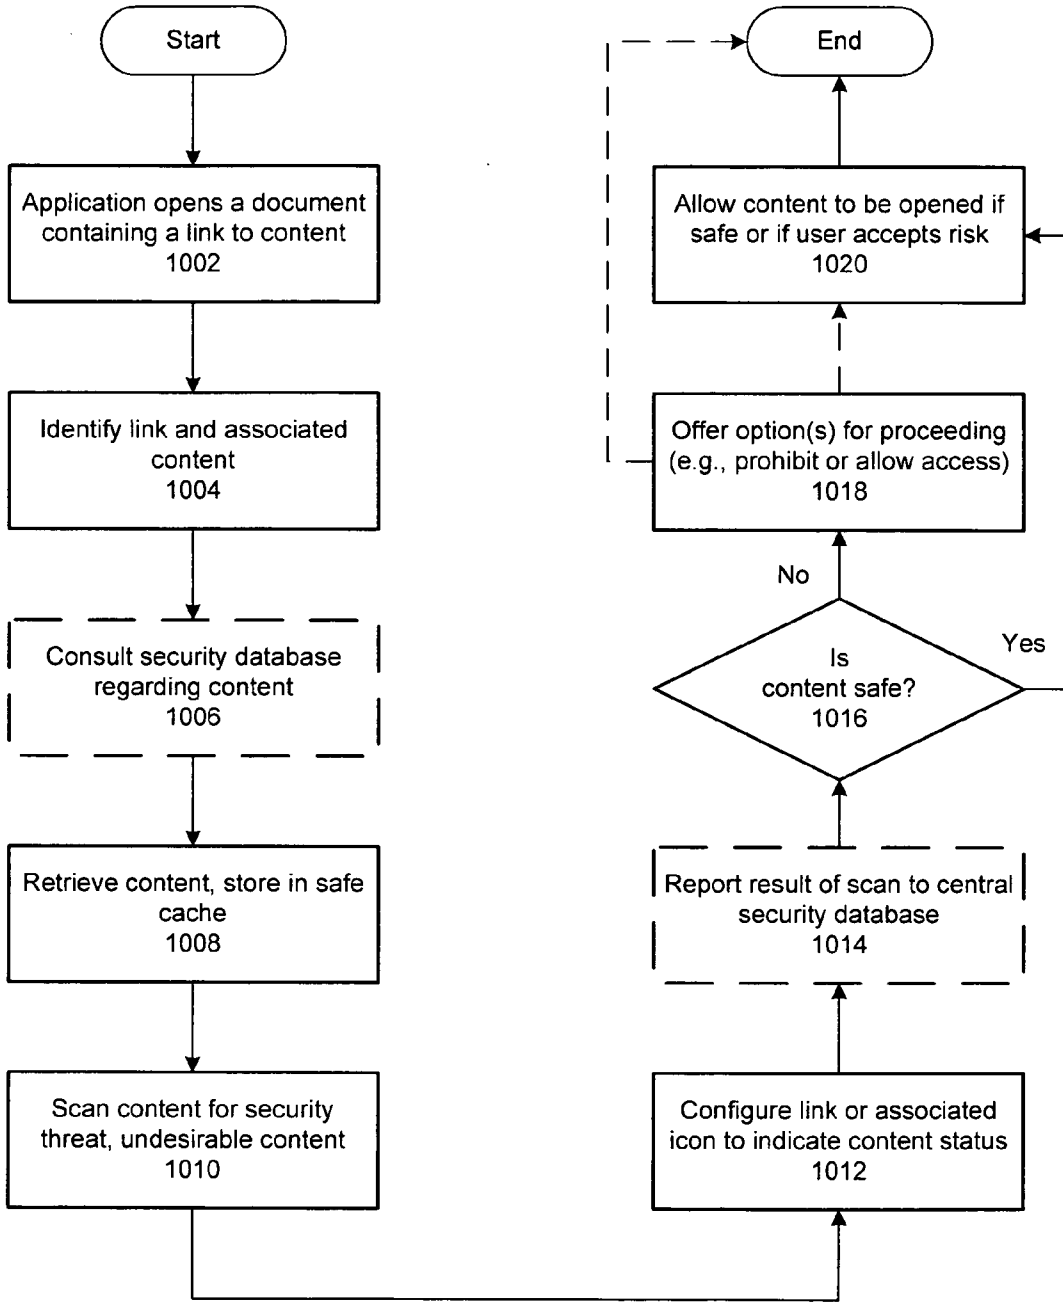 Start
Application opens a document
containing a link to content
1002
Identify link and associated
content
1004
Consult security database
regarding content
1006
Retrieve content, store in safe
cache
1008
Scan content for security
threat, undesirable content
1010
Configure link or associated
icon to indicate content status
1012
Report result of scan to central
security database
1014
Is
content safe?
1016
No
Yes
Offer option(s) for proceeding
(e.g., prohibit or allow access)
1018
Allow content to be opened if
safe or if user accepts risk
1020
End